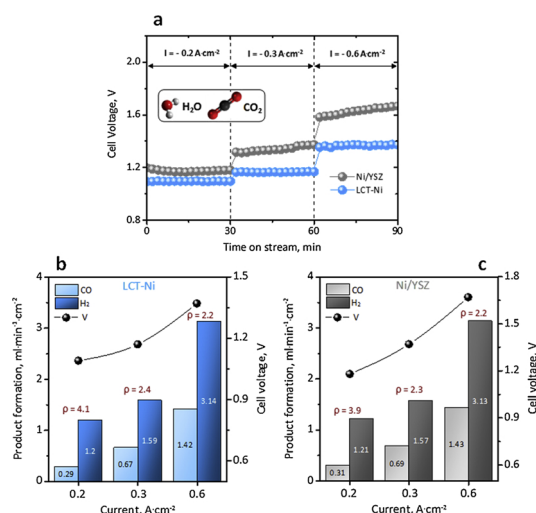 a
I = - 0.2 A·cm⁻²
I = - 0.3 A·cm⁻²
I = - 0.6 A·cm⁻²
2.0
1.6
1.2
0.8
Cell Voltage, V
H₂O
CO₂
Ni/YSZ
LCT-Ni
0
30
60
90
Time on stream, min
b
LCT-Ni
CO
H₂
V
4
3
2
1
0
Product formation, ml·min⁻¹·cm⁻²
1.5
1.2
0.9
0.6
Cell voltage, V
ρ = 4.1
ρ = 2.4
ρ = 2.2
0.29
1.2
0.67
1.59
1.42
3.14
0.2
0.3
0.6
Current, A·cm⁻²
c
Ni/YSZ
CO
H₂
V
4
3
2
1
0
Product formation, ml·min⁻¹·cm⁻²
1.8
1.5
1.2
0.9
0.6
Cell voltage, V
ρ = 3.9
ρ = 2.3
ρ = 2.2
0.31
1.21
0.69
1.57
1.43
3.13
0.2
0.3
0.6
Current, A·cm⁻²